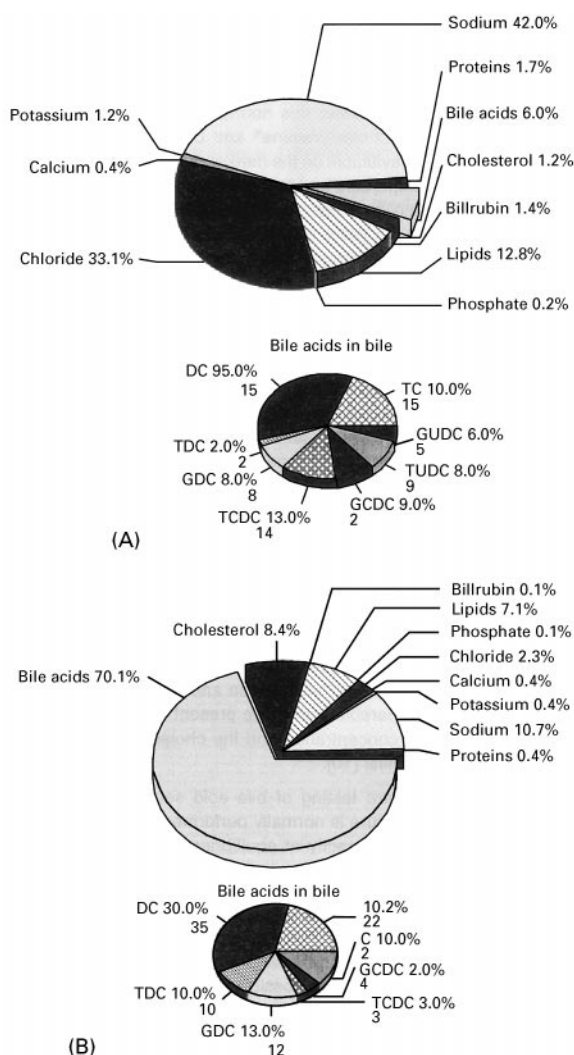 Sodium 42.0%
Proteins 1.7%
Bile acids 6.0%
Potassium 1.2%
Cholesterol 1.2%
Calcium 0.4%
Billrubin 1.4%
Chloride 33.1%
Lipids 12.8%
Phosphate 0.2%
Bile acids in bile
DC 95.0%
15
TC 10.0%
15
GUDC 6.0%
5
TDC 2.0%
2
TUDC 8.0%
9
GDC 8.0%
8
GCDC 9.0%
2
TCDC 13.0%
14
(A)
Billrubin 0.1%
Lipids 7.1%
Cholesterol 8.4%
Phosphate 0.1%
Chloride 2.3%
Bile acids 70.1%
Calcium 0.4%
Potassium 0.4%
Sodium 10.7%
Proteins 0.4%
Bile acids in bile
DC 30.0%
35
10.2%
22
C 10.0%
2
GCDC 2.0%
4
TDC 10.0%
10
TCDC 3.0%
3
GDC 13.0%
12
(B)